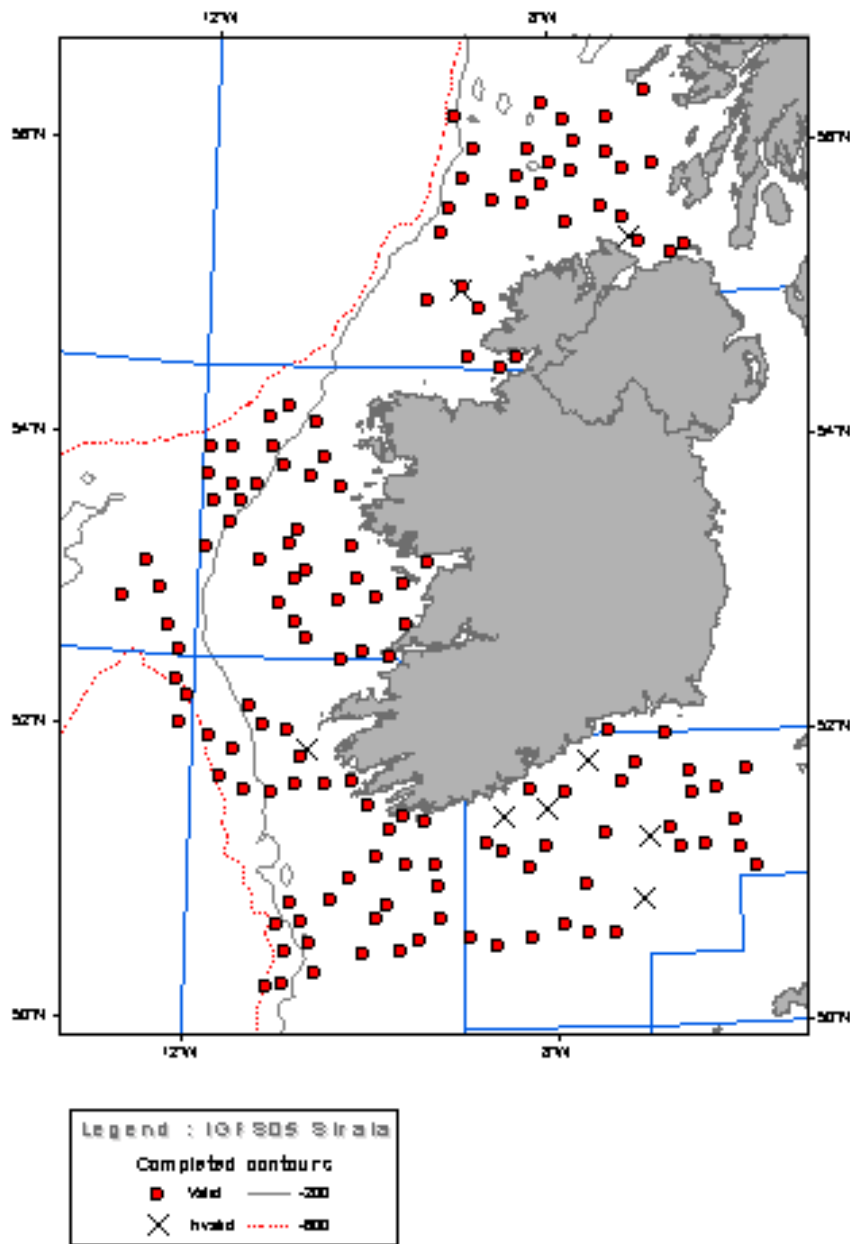 12°W 8°W
56°N 56°N
54°N 54°N
52°N 52°N
50°N 50°N
12°W 8°W
Legend : IGFS05 Strata
Completed contours
Valid -200
Invalid -600